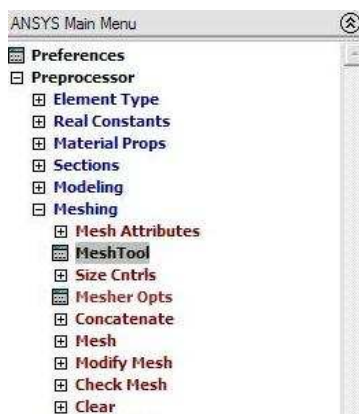 ANSYS Main Menu
Preferences
Preprocessor
Element Type
Real Constants
Material Props
Sections
Modeling
Meshing
Mesh Attributes
MeshTool
Size Cntrls
Mesher Opts
Concatenate
Mesh
Modify Mesh
Check Mesh
Clear